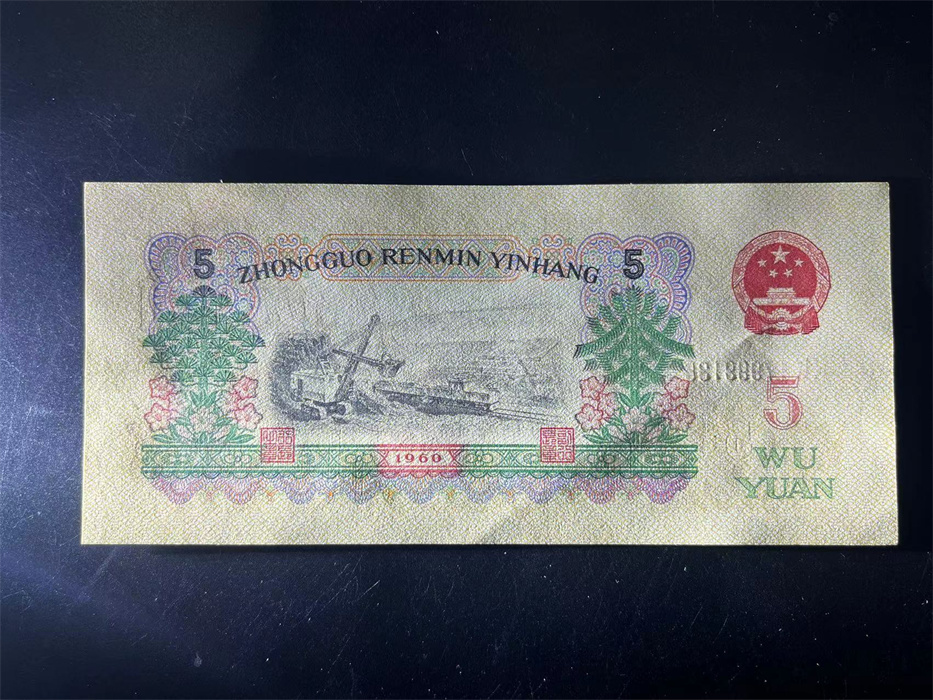 5 ZHONGGUO RENMIN YINHANG 5
5
1960
WU
YUAN